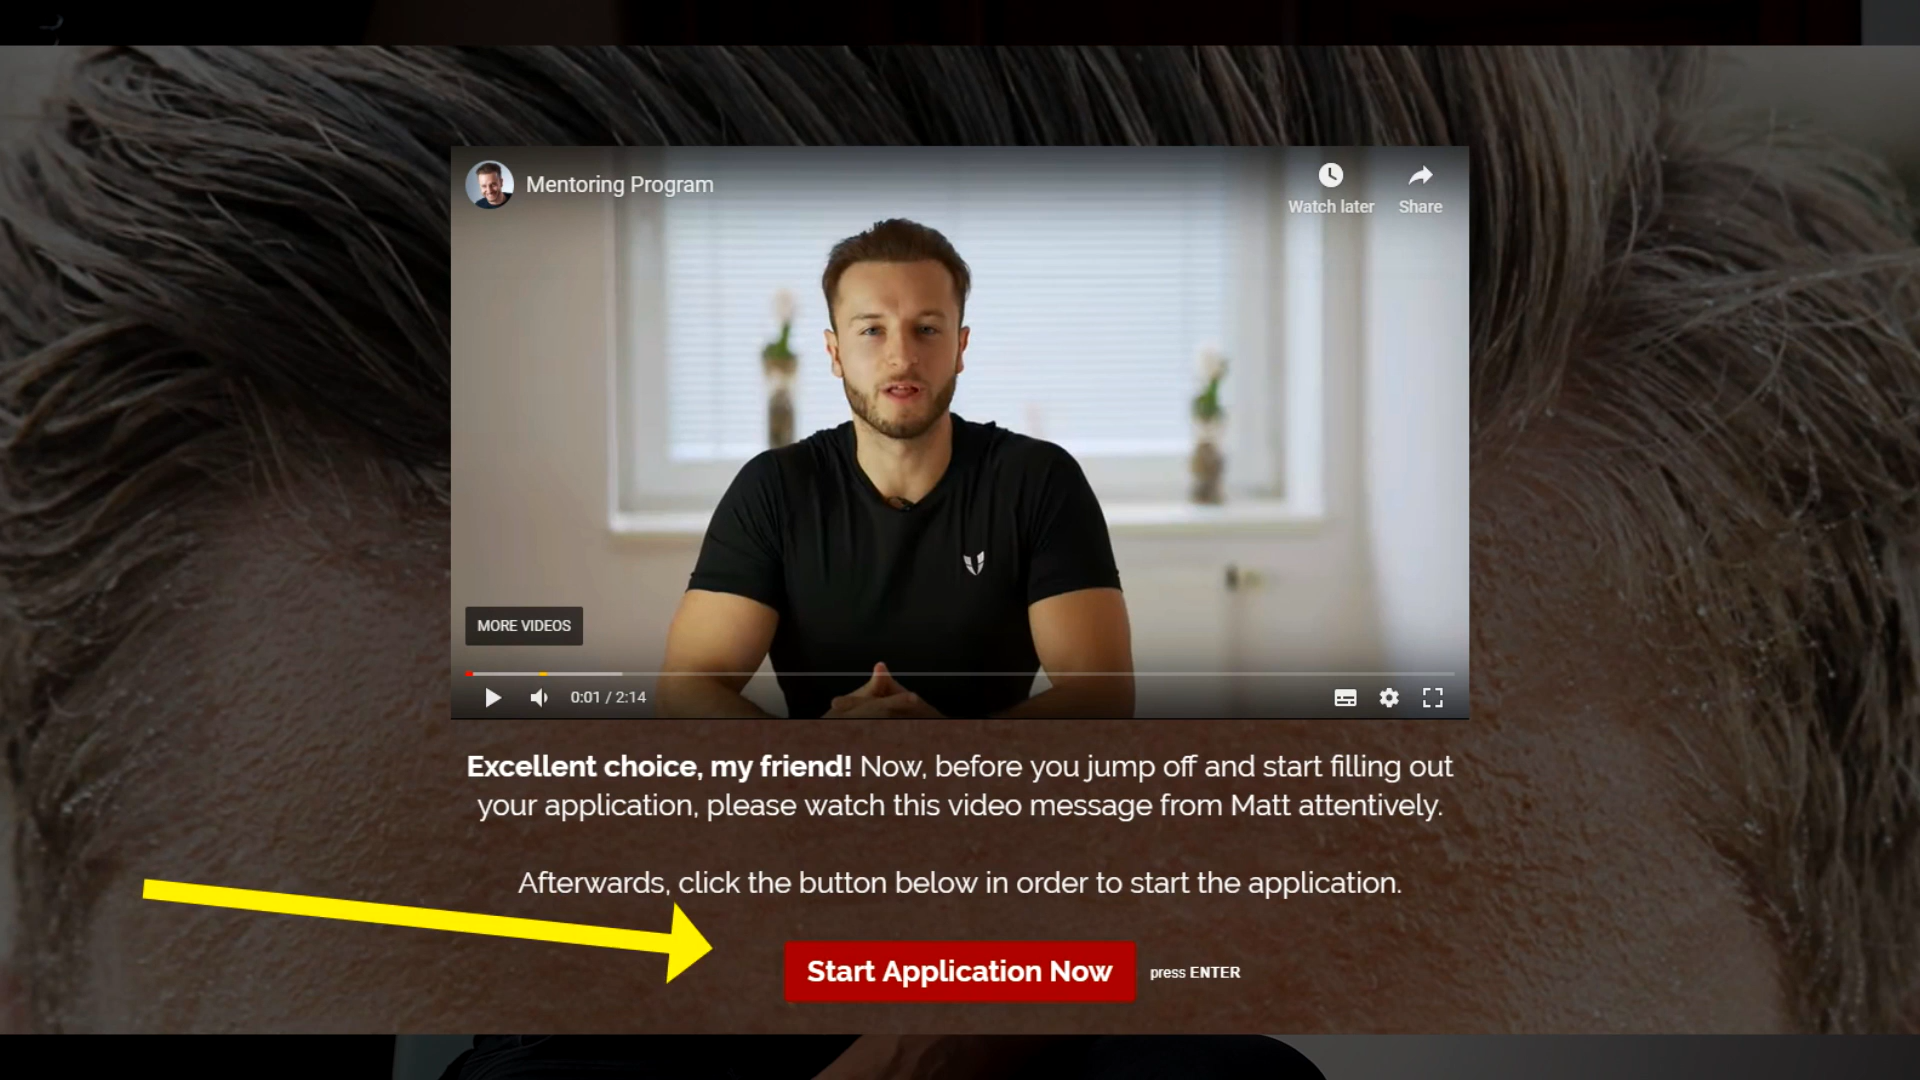 Mentoring Program
Watch later
Share
MORE VIDEOS
0:01 / 2:14
Excellent choice, my friend! Now, before you jump off and start filling out
your application, please watch this video message from Matt attentively.
Afterwards, click the button below in order to start the application.
Start Application Now
press ENTER